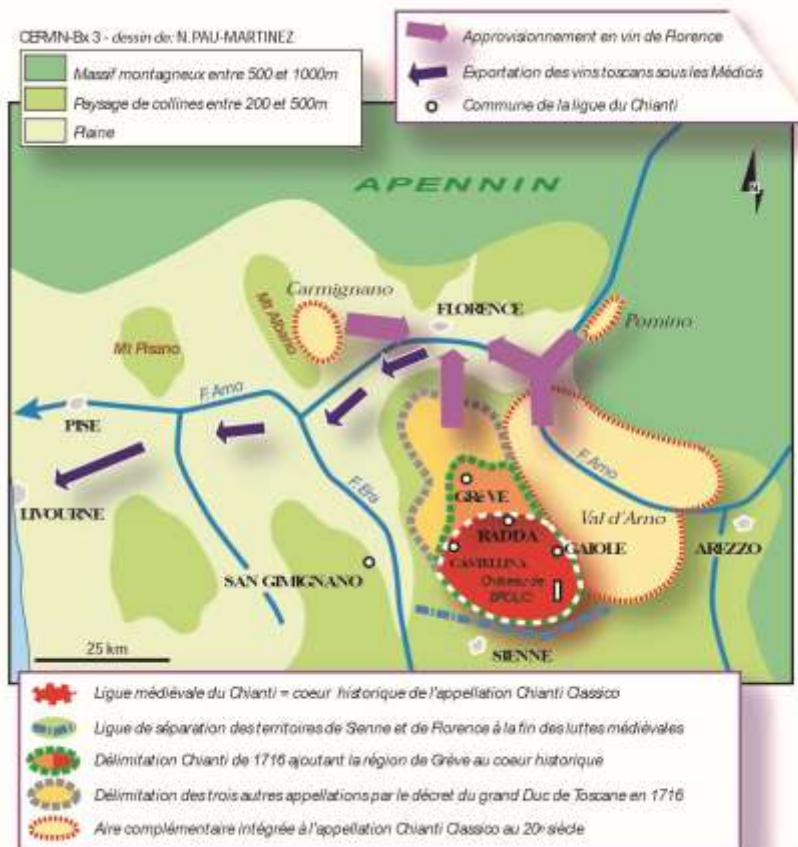 CERVIN-Bx 3 - dessin de: N.PAU-MARTINEZ
Massif montagneux entre 500 et 1000m
Paysage de collines entre 200 et 500m
Plaine
Approvisionnement en vin de Florence
Exportation des vins toscans sous les Médicis
Commune de la ligue du Chianti
N
APENNIN
Carmignano
Mt Albano
FLORENCE
Pomino
Mt Pisano
F. Arno
PISE
F. Era
F. Arno
LIVOURNE
GRèVE
Val d'Arno
RADDA
GAIOLE
AREZZO
CASTELLINA
SAN GIMIGNANO
Château de
BROLIO
25 km
SIENNE
Ligue médiévale du Chianti = coeur historique de l'appellation Chianti Classico
Ligue de séparation des territoires de Sienne et de Florence à la fin des luttes médiévales
Délimitation Chianti de 1716 ajoutant la région de Grève au coeur historique
Délimitation des trois autres appellations par le décret du grand Duc de Toscane en 1716
Aire complémentaire intégrée à l'appellation Chianti Classico au 20e siècle